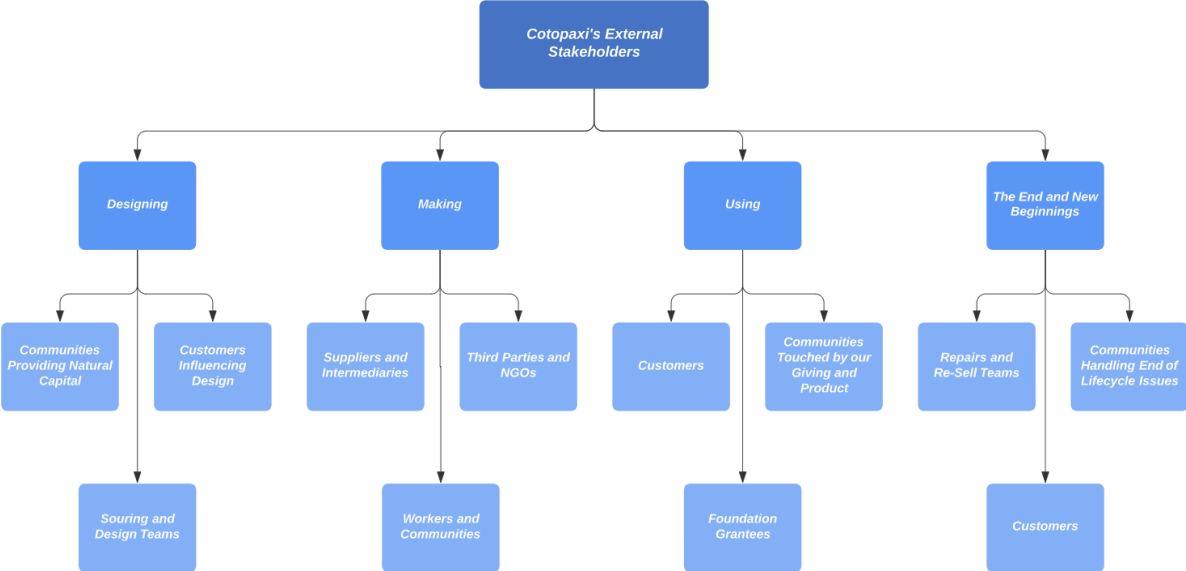 Cotopaxi's External
Stakeholders
Designing
Making
Using
The End and New
Beginnings
Communities
Providing Natural
Capital
Customers
Influencing
Design
Suppliers and
Intermediaries
Third Parties and
NGOs
Customers
Communities
Touched by our
Giving and
Product
Repairs and
Re-Sell Teams
Communities
Handling End of
Lifecycle Issues
Souring and
Design Teams
Workers and
Communities
Foundation
Grantees
Customers